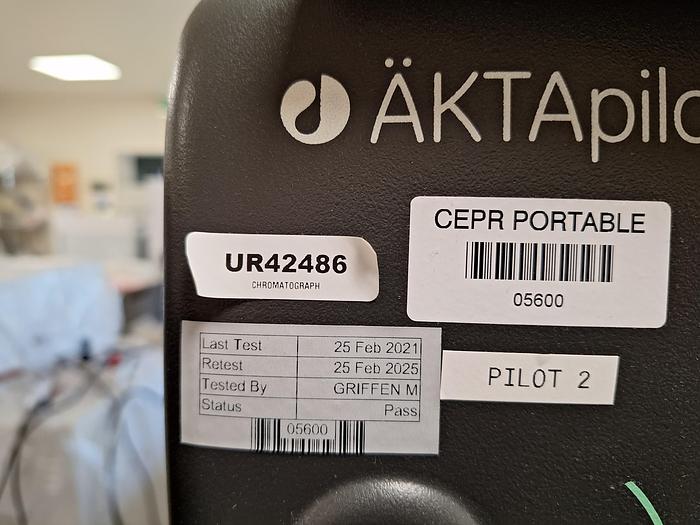 ÄKTApilo
CEPR PORTABLE
05600
UR42486
CHROMATOGRAPH
Last Test 25 Feb 2021
Retest 25 Feb 2025
Tested By GRIFFEN M
Status Pass
05600
PILOT 2